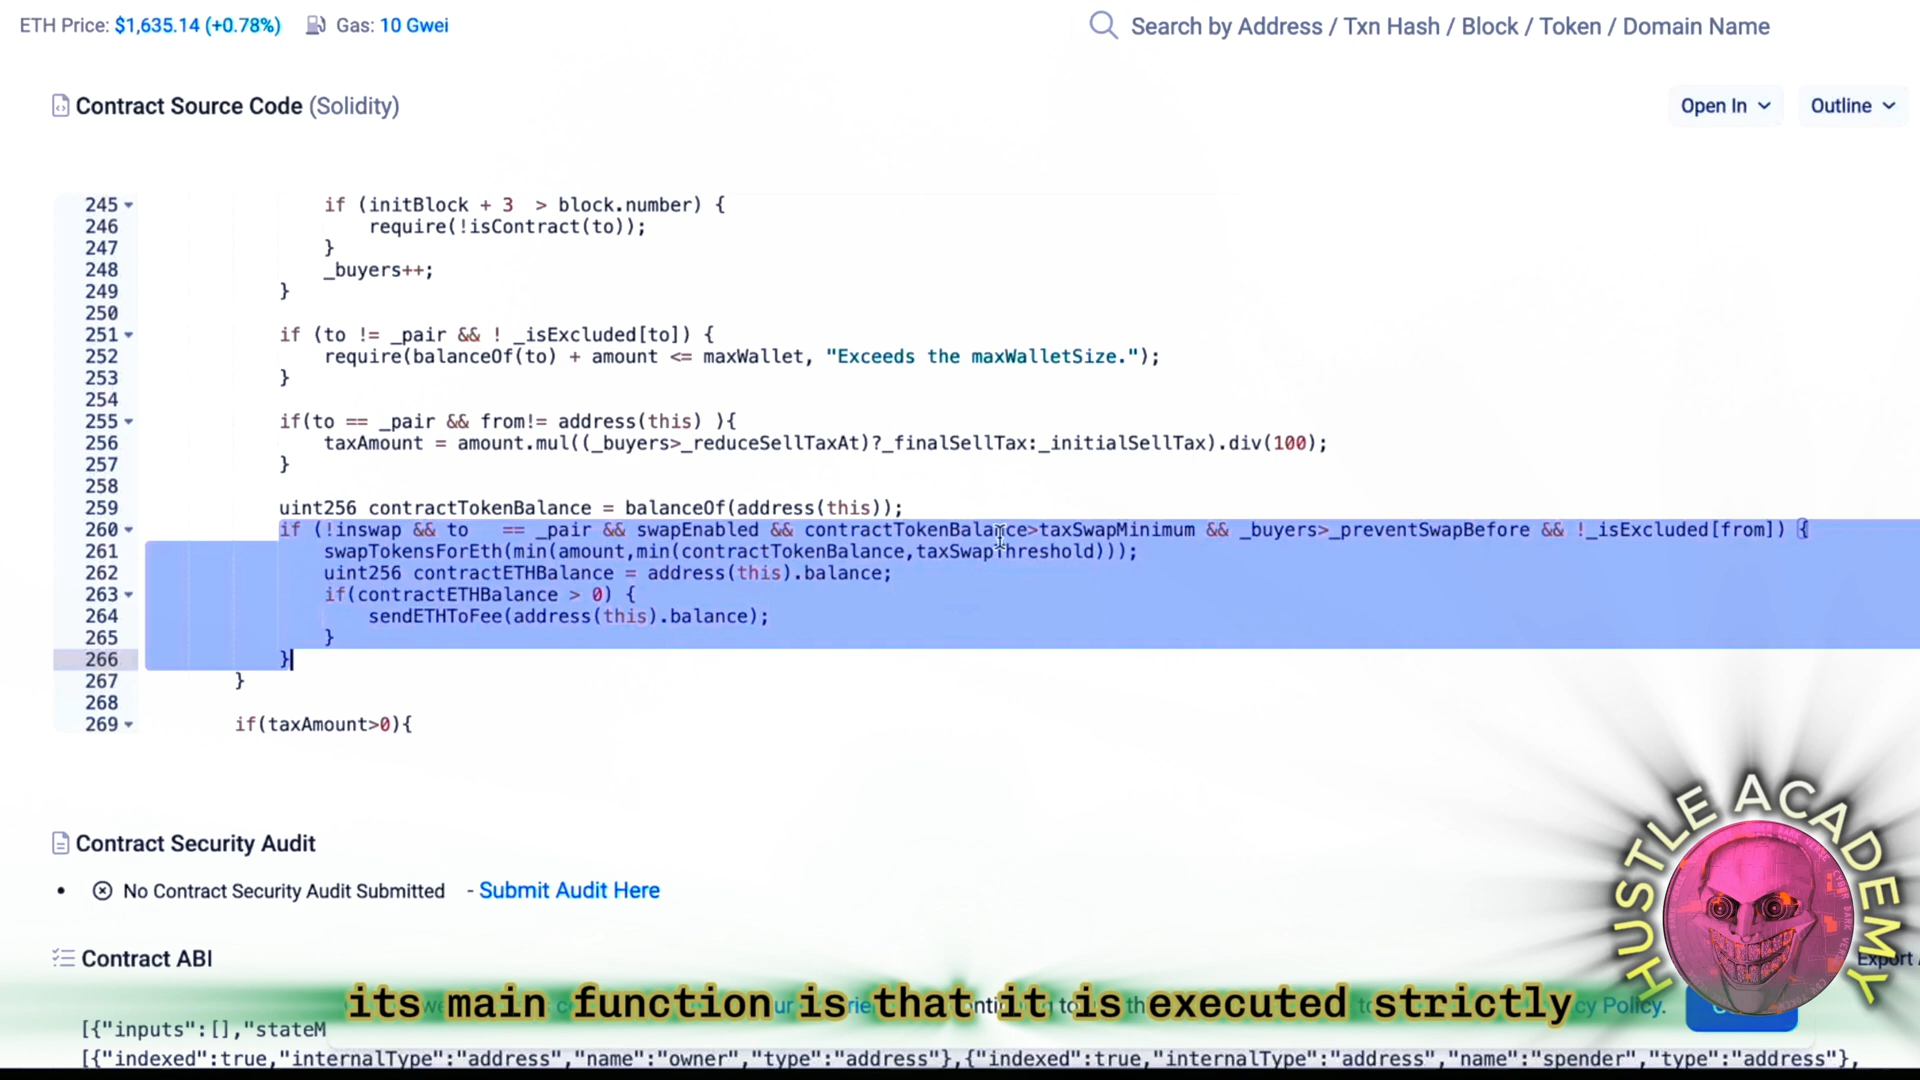 ETH Price: $1,635.14 (+0.78%) Gas: 10 Gwei
Search by Address / Txn Hash / Block / Token / Domain Name
Contract Source Code (Solidity)
Open In
Outline
245 if (initBlock + 3  > block.number) {
246 require(!isContract(to));
247 }
248 _buyers++;
249 }
250
251 if (to != _pair && ! _isExcluded[to]) {
252 require(balanceOf(to) + amount <= maxWallet, "Exceeds the maxWalletSize.");
253 }
254
255 if(to == _pair && from!= address(this) ){
256 taxAmount = amount.mul((_buyers>_reduceSellTaxAt)?_finalSellTax:_initialSellTax).div(100);
257 }
258
259 uint256 contractTokenBalance = balanceOf(address(this));
260 if (!inswap && to   == _pair && swapEnabled && contractTokenBalance>taxSwapMinimum && _buyers>_preventSwapBefore && !_isExcluded[from]) {
261 swapTokensForEth(min(amount,min(contractTokenBalance,taxSwapThreshold)));
262 uint256 contractETHBalance = address(this).balance;
263 if(contractETHBalance > 0) {
264 sendETHToFee(address(this).balance);
265 }
266 }
267 }
268
269 if(taxAmount>0){
Contract Security Audit
No Contract Security Audit Submitted - Submit Audit Here
Contract ABI
Export
HUSTLE ACADEMY
its main function is that it is executed strictly
cy Policy.
[{"inputs":[],"stateM
[{"indexed":true,"internalType":"address","name":"owner","type":"address"},{"indexed":true,"internalType":"address","name":"spender","type":"address"},